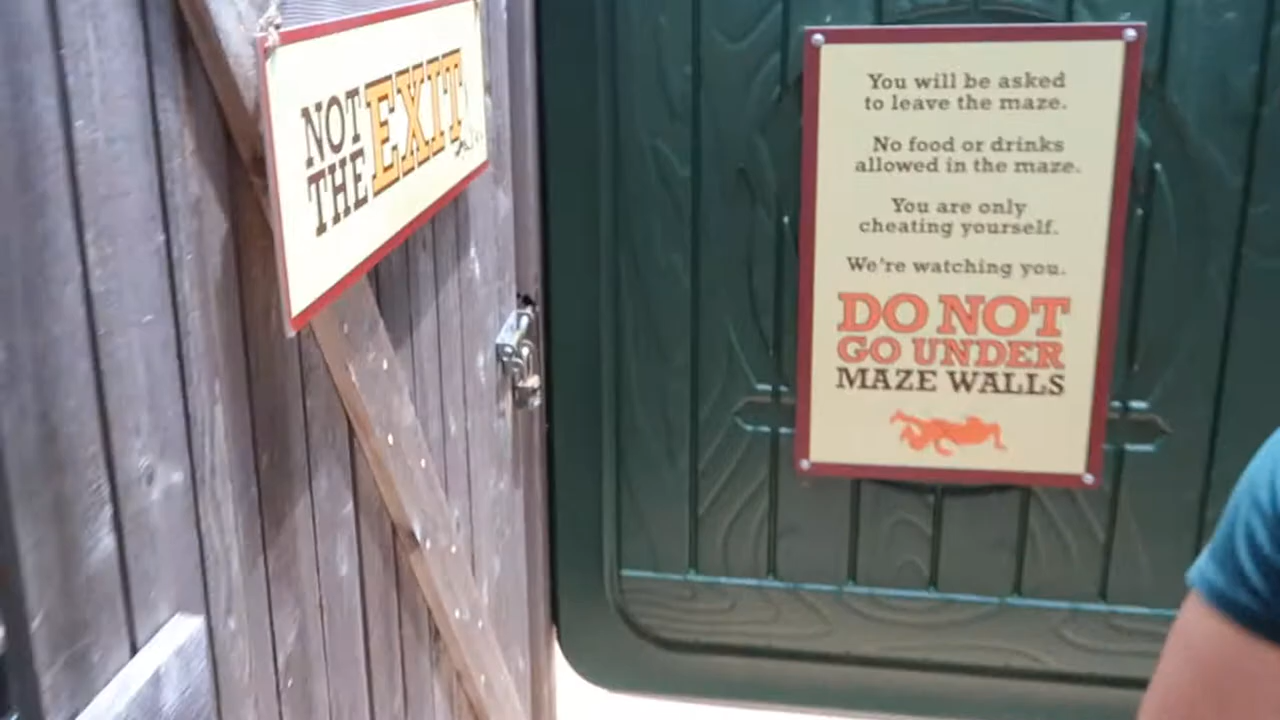 NOT
THE EXIT
You will be asked
to leave the maze.
No food or drinks
allowed in the maze.
You are only
cheating yourself.
We're watching you.
DO NOT
GO UNDER
MAZE WALLS